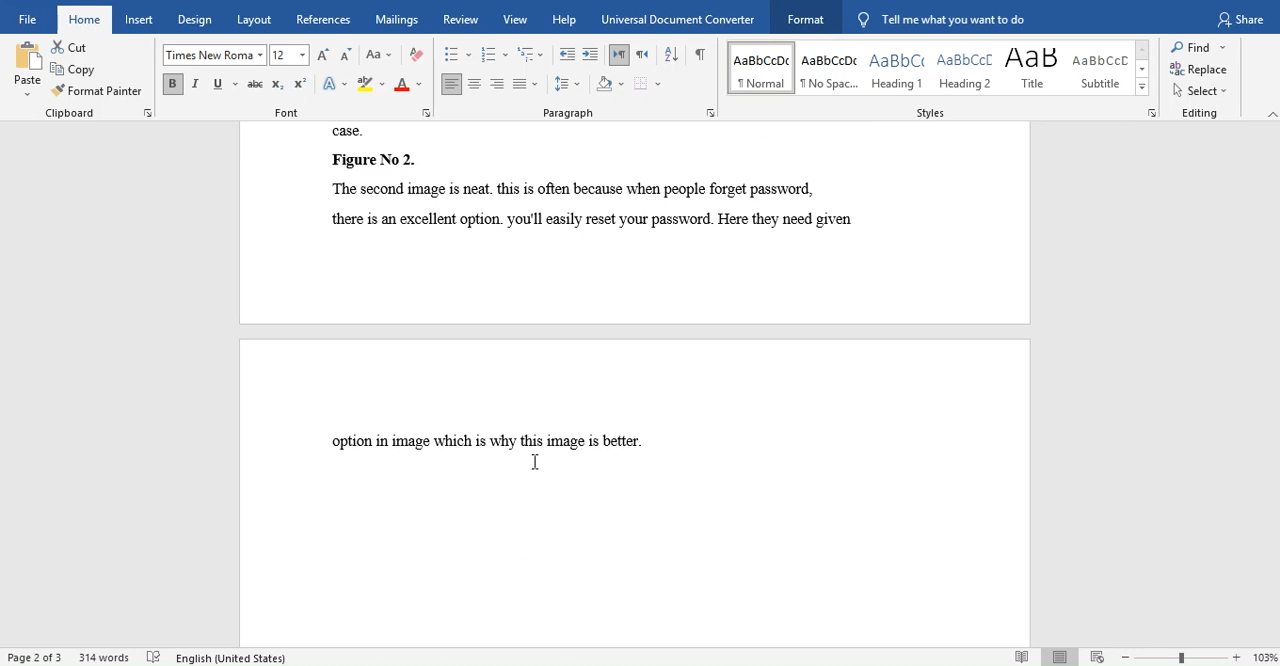 File Home Insert Design Layout References Mailings Review View Help Universal Document Converter Format Tell me what you want to do Share
Paste
Cut
Copy
Format Painter
Clipboard
Times New Roma 12 Aa
B I U abc x₂ x² A A
Font
Paragraph
AaBbCcDc AaBbCcDc AaBbCc AaBbCcD AaB AaBbCcD
¶ Normal ¶ No Spac... Heading 1 Heading 2 Title Subtitle
Styles
Find
Replace
Select
Editing
case.
Figure No 2.
The second image is neat. this is often because when people forget password,
there is an excellent option. you'll easily reset your password. Here they need given
option in image which is why this image is better.
Page 2 of 3 314 words English (United States) 103%